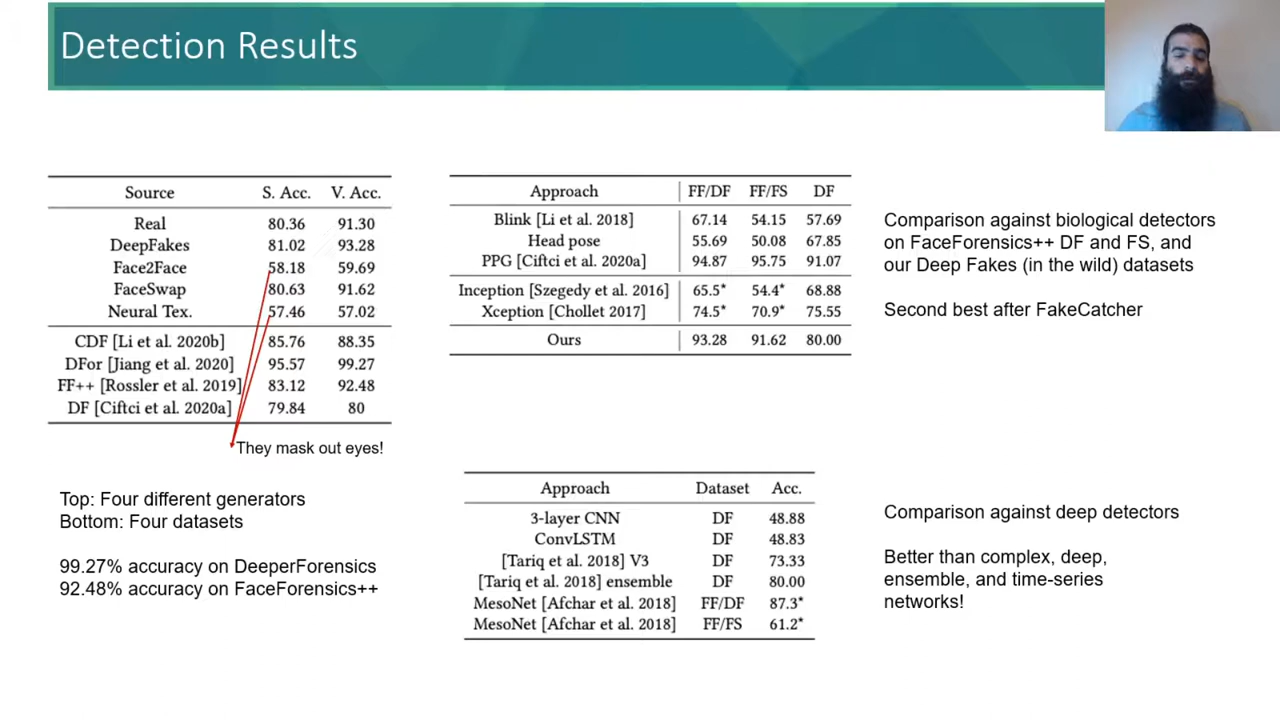 Detection Results
Source S. Acc. V. Acc.
Real 80.36 91.30
DeepFakes 81.02 93.28
Face2Face 58.18 59.69
FaceSwap 80.63 91.62
Neural Tex. 57.46 57.02
CDF [Li et al. 2020b] 85.76 88.35
DFor [Jiang et al. 2020] 95.57 99.27
FF++ [Rossler et al. 2019] 83.12 92.48
DF [Ciftci et al. 2020a] 79.84 80
They mask out eyes!
Top: Four different generators
Bottom: Four datasets
99.27% accuracy on DeeperForensics
92.48% accuracy on FaceForensics++
Approach FF/DF FF/FS DF
Blink [Li et al. 2018] 67.14 54.15 57.69
Head pose 55.69 50.08 67.85
PPG [Ciftci et al. 2020a] 94.87 95.75 91.07
Inception [Szegedy et al. 2016] 65.5* 54.4* 68.88
Xception [Chollet 2017] 74.5* 70.9* 75.55
Ours 93.28 91.62 80.00
Comparison against biological detectors
on FaceForensics++ DF and FS, and
our Deep Fakes (in the wild) datasets
Second best after FakeCatcher
Approach Dataset Acc.
3-layer CNN DF 48.88
ConvLSTM DF 48.83
[Tariq et al. 2018] V3 DF 73.33
[Tariq et al. 2018] ensemble DF 80.00
MesoNet [Afchar et al. 2018] FF/DF 87.3*
MesoNet [Afchar et al. 2018] FF/FS 61.2*
Comparison against deep detectors
Better than complex, deep,
ensemble, and time-series
networks!